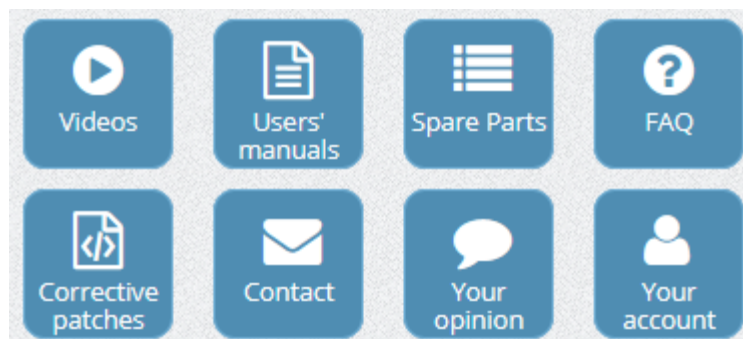 Videos
Users'
manuals
Spare Parts
FAQ
Corrective
patches
Contact
Your
opinion
Your
account